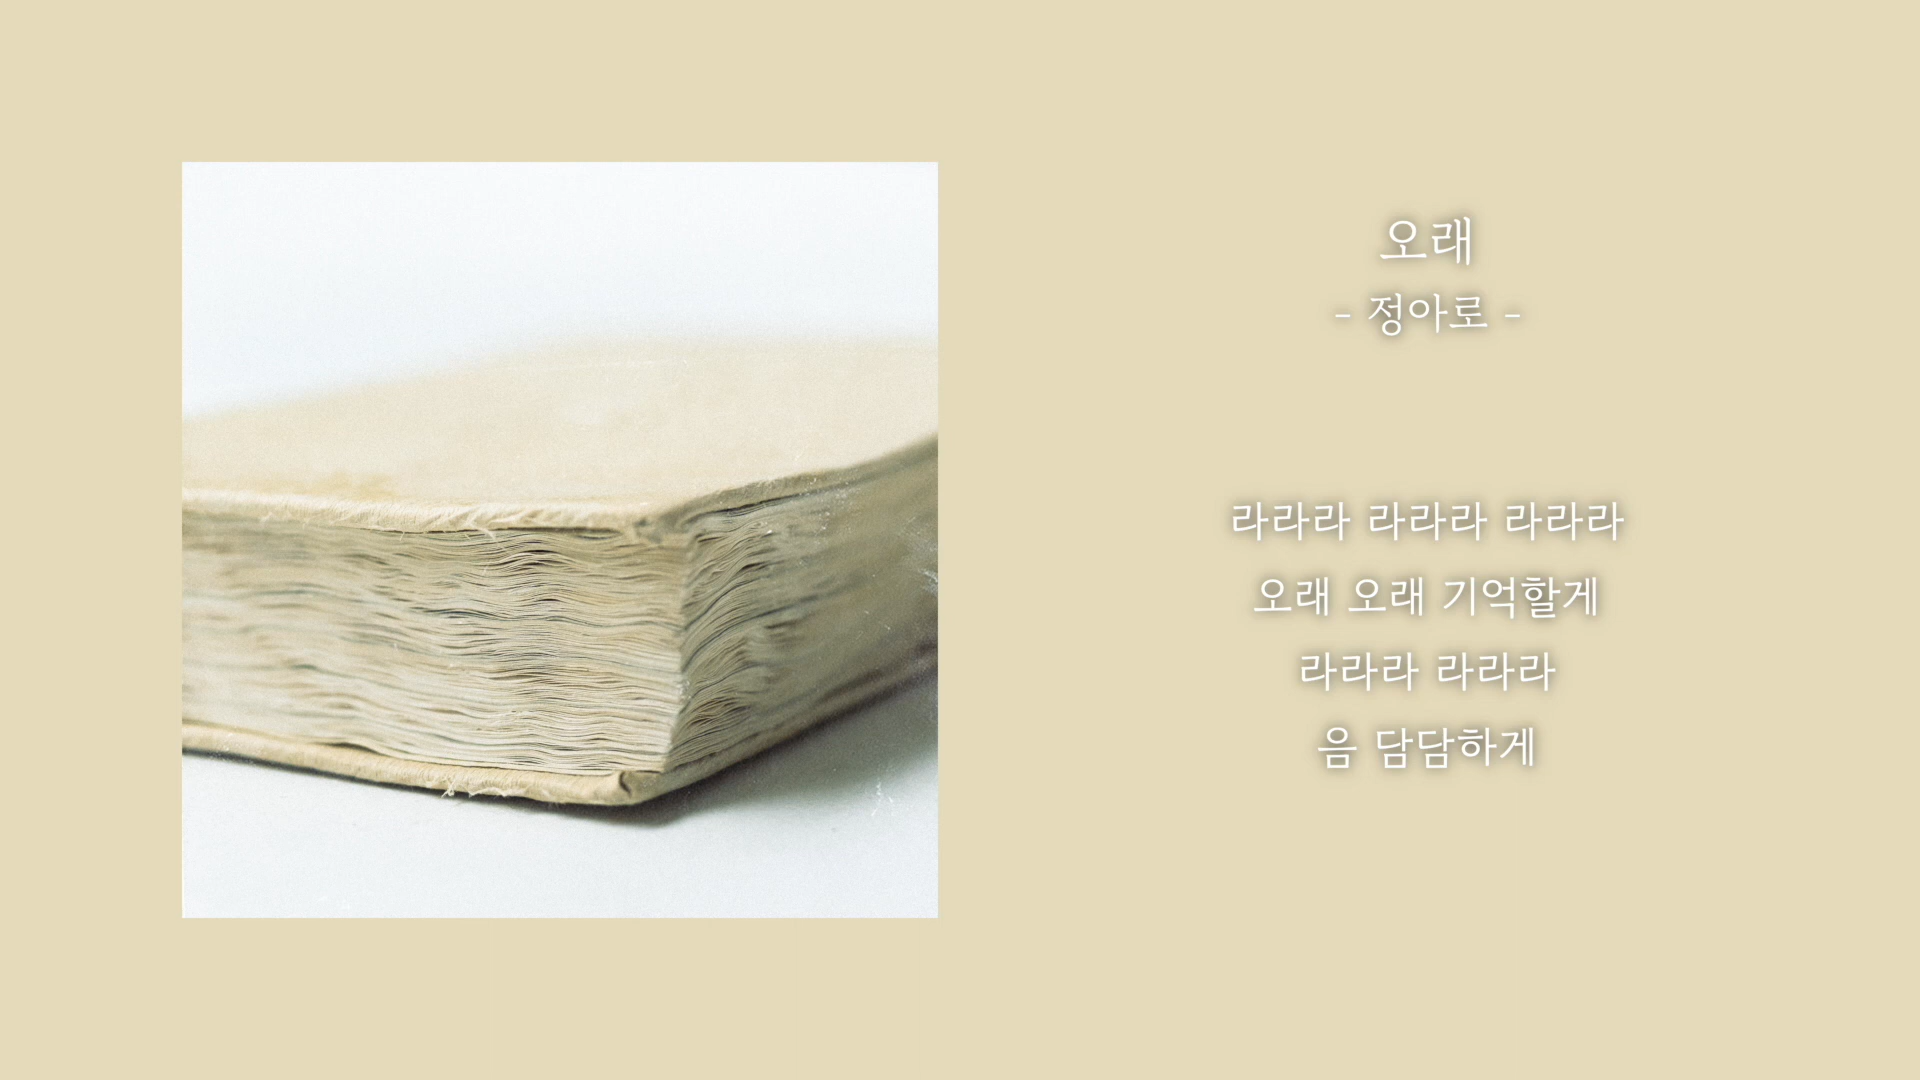 오래
- 정아로 -
라라라 라라라 라라라
오래 오래 기억할게
라라라 라라라
음 담담하게